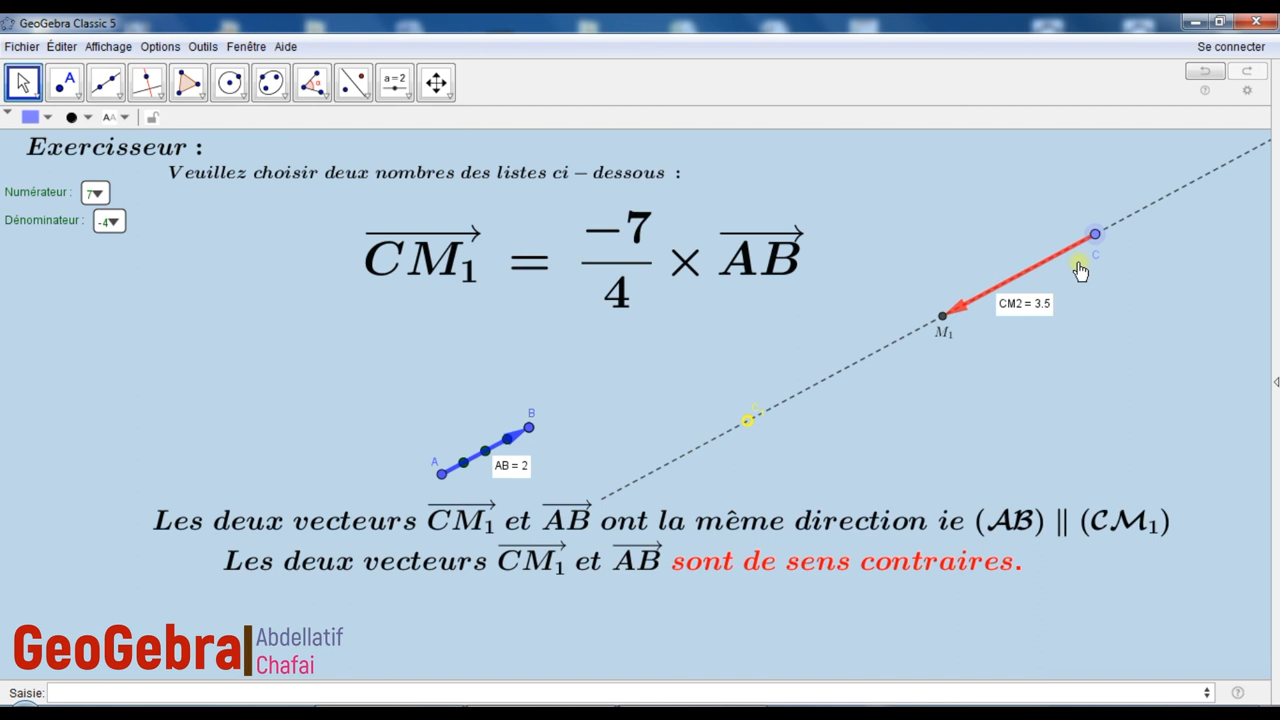 GeoGebra Classic 5
Fichier Éditer Affichage Options Outils Fenêtre Aide Se connecter
A α a = 2
AA
Exercisseur :
Veuillez choisir deux nombres des listes ci – dessous :
Numérateur : 7
Dénominateur : -4
CM₁ = −7/4 × AB
C
CM2 = 3.5
M₁
B
A
AB = 2
Les deux vecteurs CM₁ et AB ont la même direction ie (AB) ∥ (CM₁)
Les deux vecteurs CM₁ et AB sont de sens contraires.
GeoGebra
Abdellatif
Chafai
Saisie: